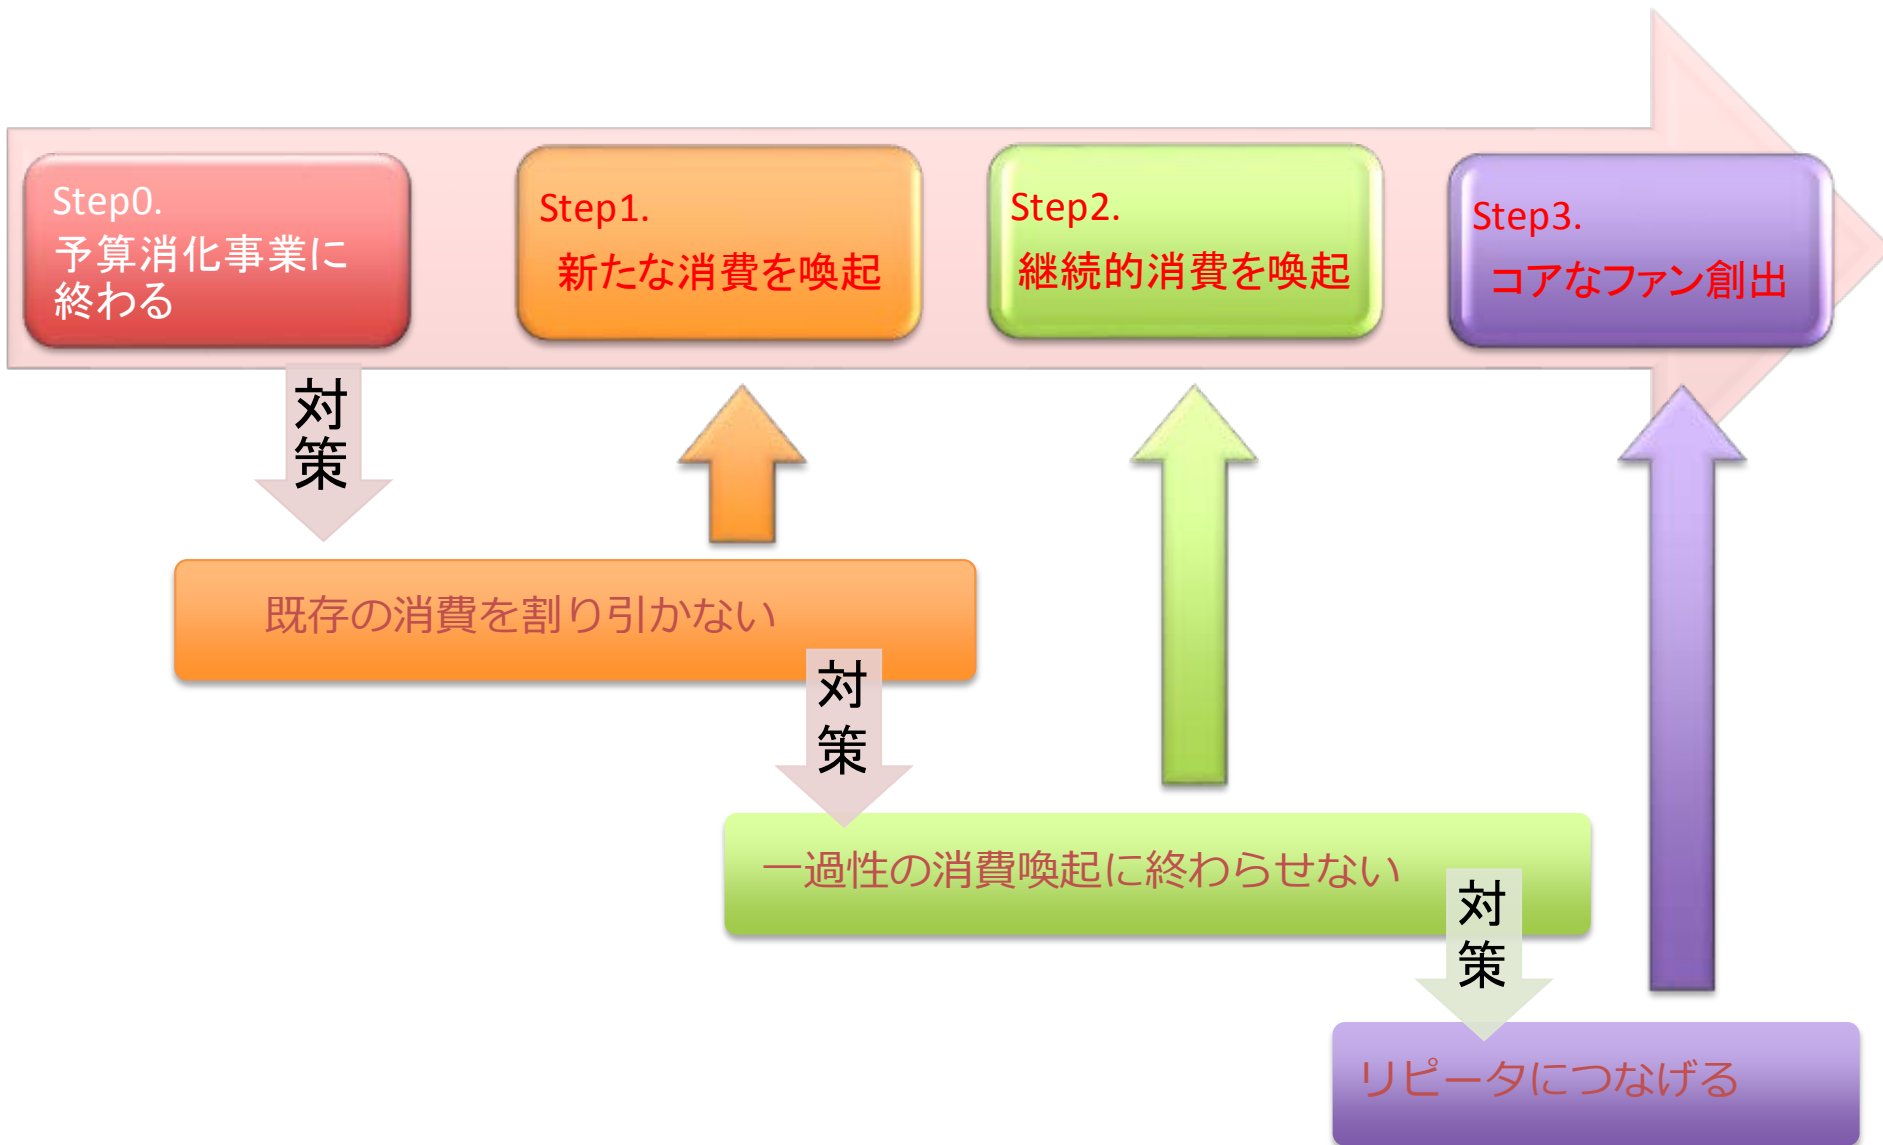 Step0.
予算消化事業に
終わる
Step1.
新たな消費を喚起
Step2.
継続的消費を喚起
Step3.
コアなファン創出
対策
既存の消費を割り引かない
対策
一過性の消費喚起に終わらせない
対策
リピータにつなげる